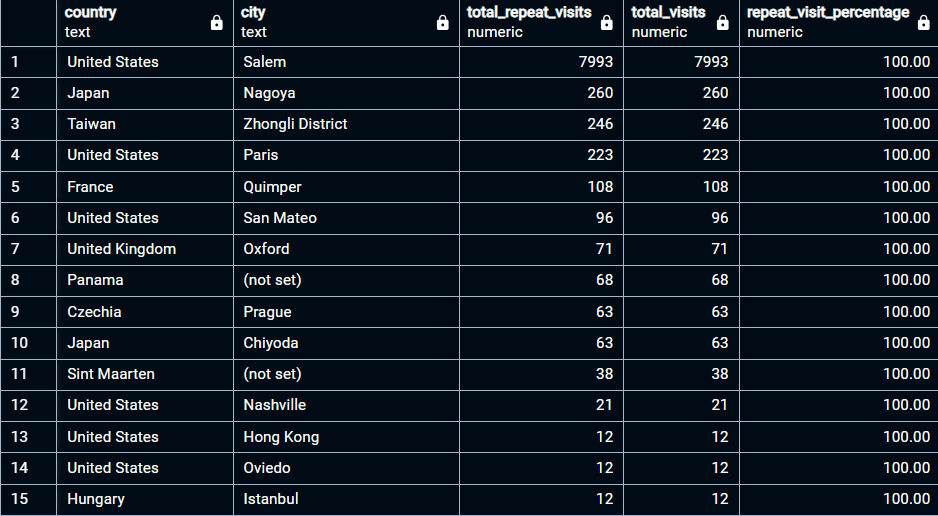 country city total_repeat_visits total_visits repeat_visit_percentage
text text numeric numeric numeric
1 United States Salem 7993 7993 100.00
2 Japan Nagoya 260 260 100.00
3 Taiwan Zhongli District 246 246 100.00
4 United States Paris 223 223 100.00
5 France Quimper 108 108 100.00
6 United States San Mateo 96 96 100.00
7 United Kingdom Oxford 71 71 100.00
8 Panama (not set) 68 68 100.00
9 Czechia Prague 63 63 100.00
10 Japan Chiyoda 63 63 100.00
11 Sint Maarten (not set) 38 38 100.00
12 United States Nashville 21 21 100.00
13 United States Hong Kong 12 12 100.00
14 United States Oviedo 12 12 100.00
15 Hungary Istanbul 12 12 100.00